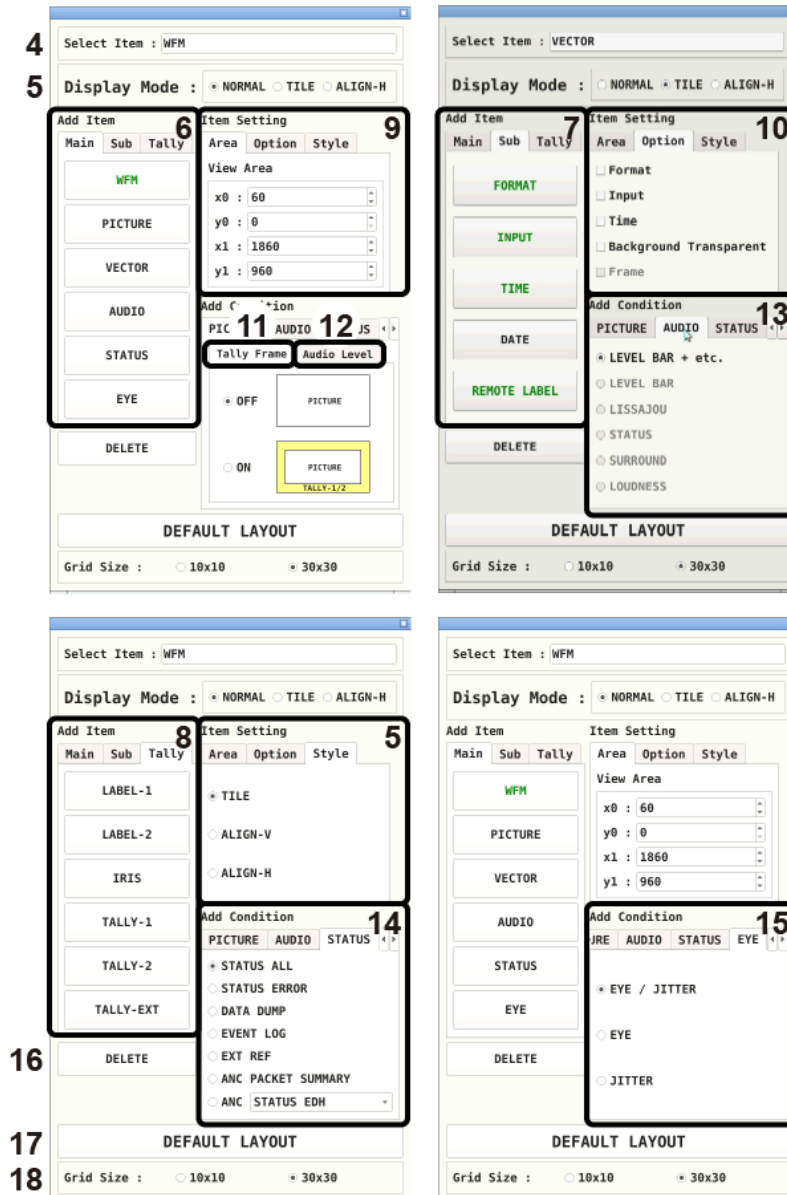 4
Select Item : WFM
5
Display Mode : NORMAL TILE ALIGN-H
Add Item
6
Main Sub Tally
WFM
PICTURE
VECTOR
AUDIO
STATUS
EYE
DELETE
Item Setting
9
Area Option Style
View Area
x0 : 60
y0 : 0
x1 : 1860
y1 : 960
11 AUDIO 12
Tally Frame Audio Level
OFF PICTURE
ON PICTURE
TALLY-1/2
DEFAULT LAYOUT
Grid Size : 10x10 30x30
Select Item : VECTOR
Display Mode : NORMAL TILE ALIGN-H
Add Item
7
Main Sub Tally
FORMAT
INPUT
TIME
DATE
REMOTE LABEL
DELETE
Item Setting
10
Area Option Style
Format
Input
Time
Background Transparent
Frame
Add Condition
13
PICTURE AUDIO STATUS
LEVEL BAR + etc.
LEVEL BAR
LISSAJOU
STATUS
SURROUND
LOUDNESS
DEFAULT LAYOUT
Grid Size : 10x10 30x30
Select Item : WFM
Display Mode : NORMAL TILE ALIGN-H
Add Item
8
Main Sub Tally
LABEL-1
LABEL-2
IRIS
TALLY-1
TALLY-2
TALLY-EXT
16
DELETE
Item Setting
5
Area Option Style
TILE
ALIGN-V
ALIGN-H
Add Condition
14
PICTURE AUDIO STATUS
STATUS ALL
STATUS ERROR
DATA DUMP
EVENT LOG
EXT REF
ANC PACKET SUMMARY
ANC STATUS EDH
17
DEFAULT LAYOUT
18
Grid Size : 10x10 30x30
Select Item : WFM
Display Mode : NORMAL TILE ALIGN-H
Add Item
Main Sub Tally
WFM
PICTURE
VECTOR
AUDIO
STATUS
EYE
DELETE
Item Setting
Area Option Style
View Area
x0 : 60
y0 : 0
x1 : 1860
y1 : 960
Add Condition
15
URE AUDIO STATUS EYE
EYE / JITTER
EYE
JITTER
DEFAULT LAYOUT
Grid Size : 10x10 30x30